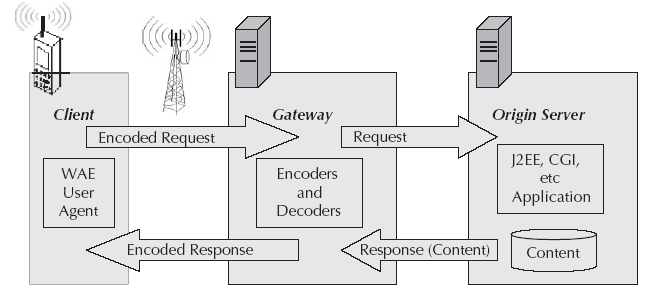 Client
Gateway
Origin Server
Encoded Request
Request
WAE
User
Agent
Encoders
and
Decoders
J2EE, CGI,
etc
Application
Encoded Response
Response (Content)
Content